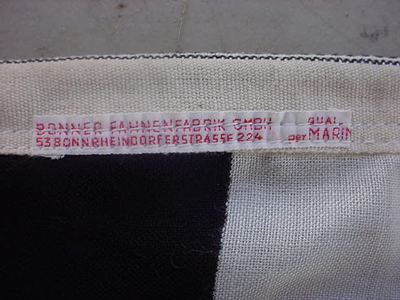 BONNER FAHNENFABRIK GMBH QUAL.
53 BONN RHEINDORFERSTRASSE 224 per MARIN